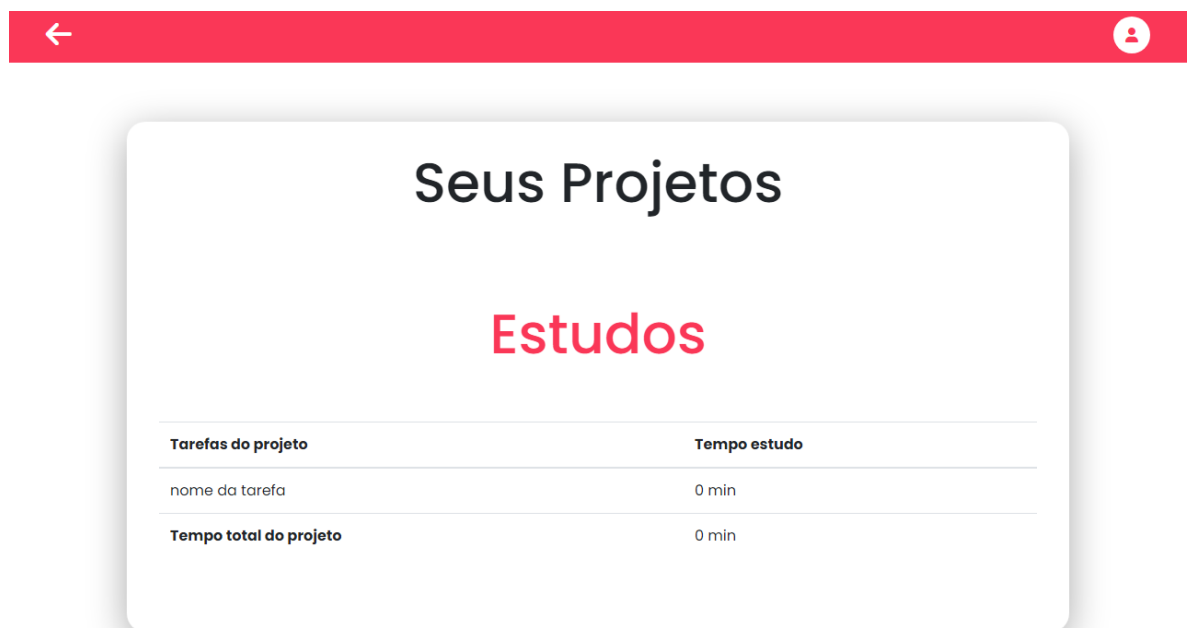 Seus Projetos
Estudos
Tarefas do projeto Tempo estudo
nome da tarefa 0 min
Tempo total do projeto 0 min